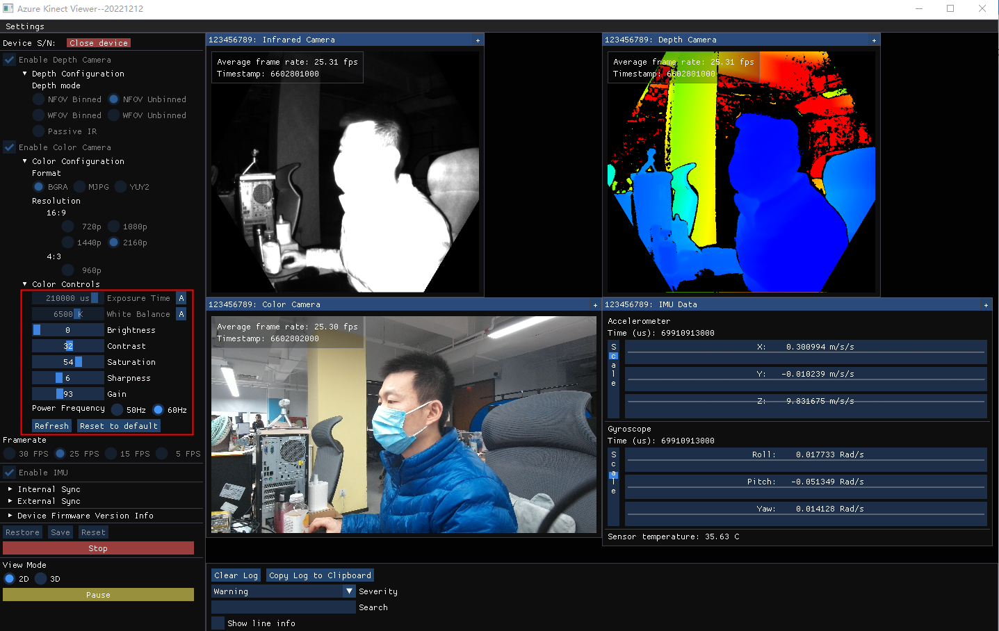 Azure Kinect Viewer--20221212
Settings
Device S/N: Close device
Enable Depth Camera
Depth Configuration
Depth mode
NFOV Binned NFOV Unbinned
WFOV Binned WFOV Unbinned
Passive IR
Enable Color Camera
Color Configuration
Format
BGRA MJPG YUY2
Resolution
16:9
720p 1080p
1440p 2160p
4:3
960p
Color Controls
210000 us Exposure Time A
6500 K White Balance A
0 Brightness
32 Contrast
54 Saturation
6 Sharpness
93 Gain
Power Frequency 50Hz 60Hz
Refresh Reset to default
Framerate
30 FPS 25 FPS 15 FPS 5 FPS
Enable IMU
Internal Sync
External Sync
Device Firmware Version Info
Restore Save Reset
Stop
View Mode
2D 3D
Pause
123456789: Infrared Camera +
Average frame rate: 25.31 fps
Timestamp: 6602801000
123456789: Depth Camera +
Average frame rate: 25.31 fps
Timestamp: 6602801000
123456789: Color Camera +
Average frame rate: 25.30 fps
Timestamp: 6602802000
123456789: IMU Data +
Accelerometer
Time (us): 69910913000
Scale
X: 0.300994 m/s/s
Y: -0.010239 m/s/s
Z: 9.831675 m/s/s
Gyroscope
Time (us): 69910913000
Scale
Roll: 0.017733 Rad/s
Pitch: -0.051349 Rad/s
Yaw: 0.014128 Rad/s
Sensor temperature: 35.63 C
Clear Log Copy Log to Clipboard
Warning Severity
Search
Show line info